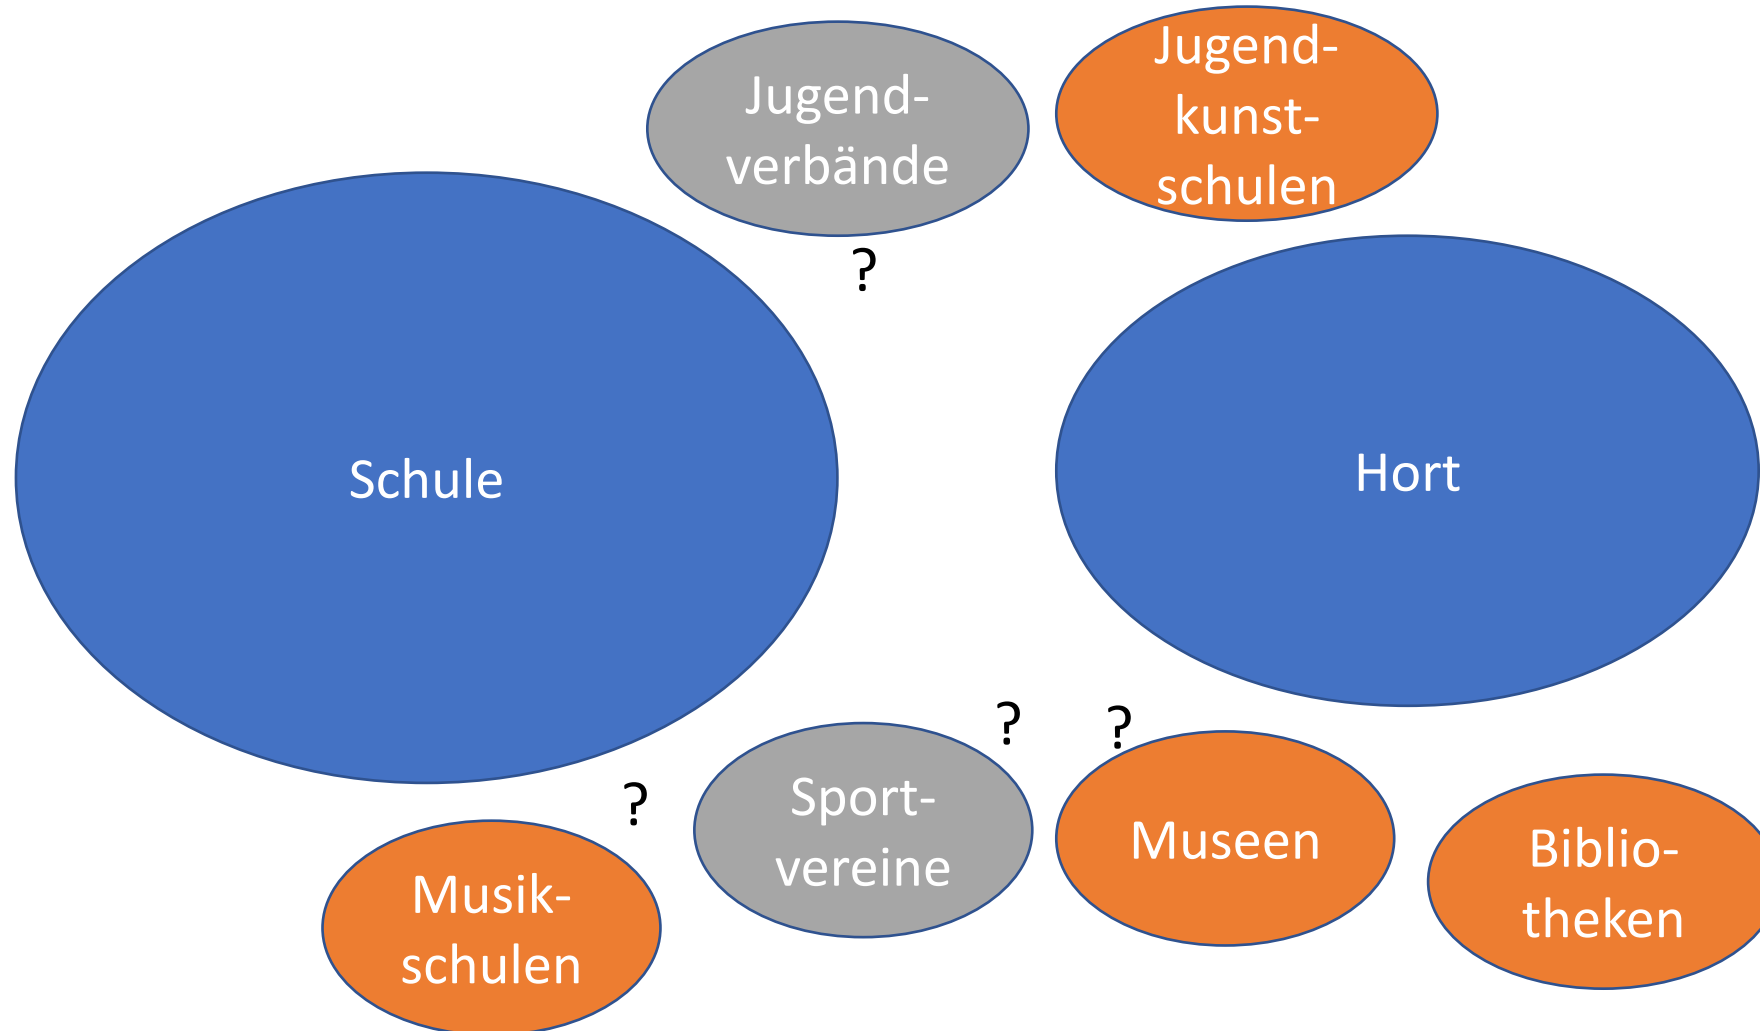 Jugend-
verbände
Jugend-
kunst-
schulen
?
Schule
Hort
?
?
?
Sport-
vereine
Museen
Biblio-
theken
Musik-
schulen